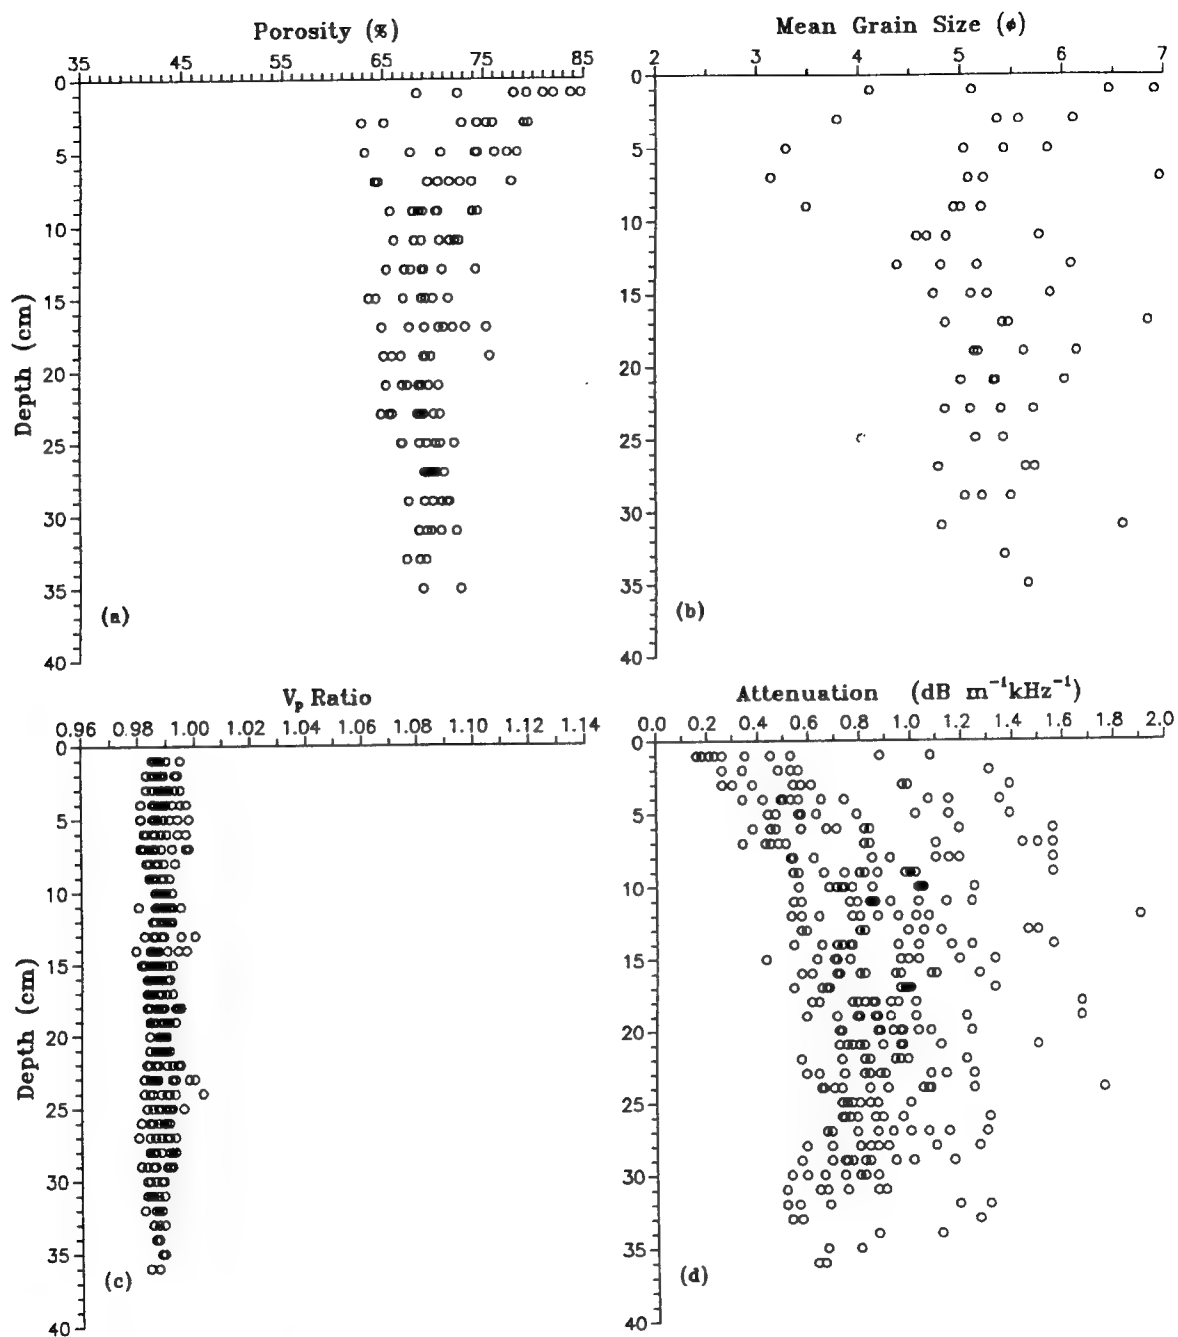 Porosity (%)
35 45 55 65 75 85
0
5
10
15
20
25
30
35
40
Depth (cm)
(a)
Mean Grain Size (φ)
2 3 4 5 6 7
0
5
10
15
20
25
30
35
40
(b)
Vp Ratio
0.96 0.98 1.00 1.02 1.04 1.06 1.08 1.10 1.12 1.14
0
5
10
15
20
25
30
35
40
Depth (cm)
(c)
Attenuation (dB m⁻¹kHz⁻¹)
0.0 0.2 0.4 0.6 0.8 1.0 1.2 1.4 1.6 1.8 2.0
0
5
10
15
20
25
30
35
40
(d)